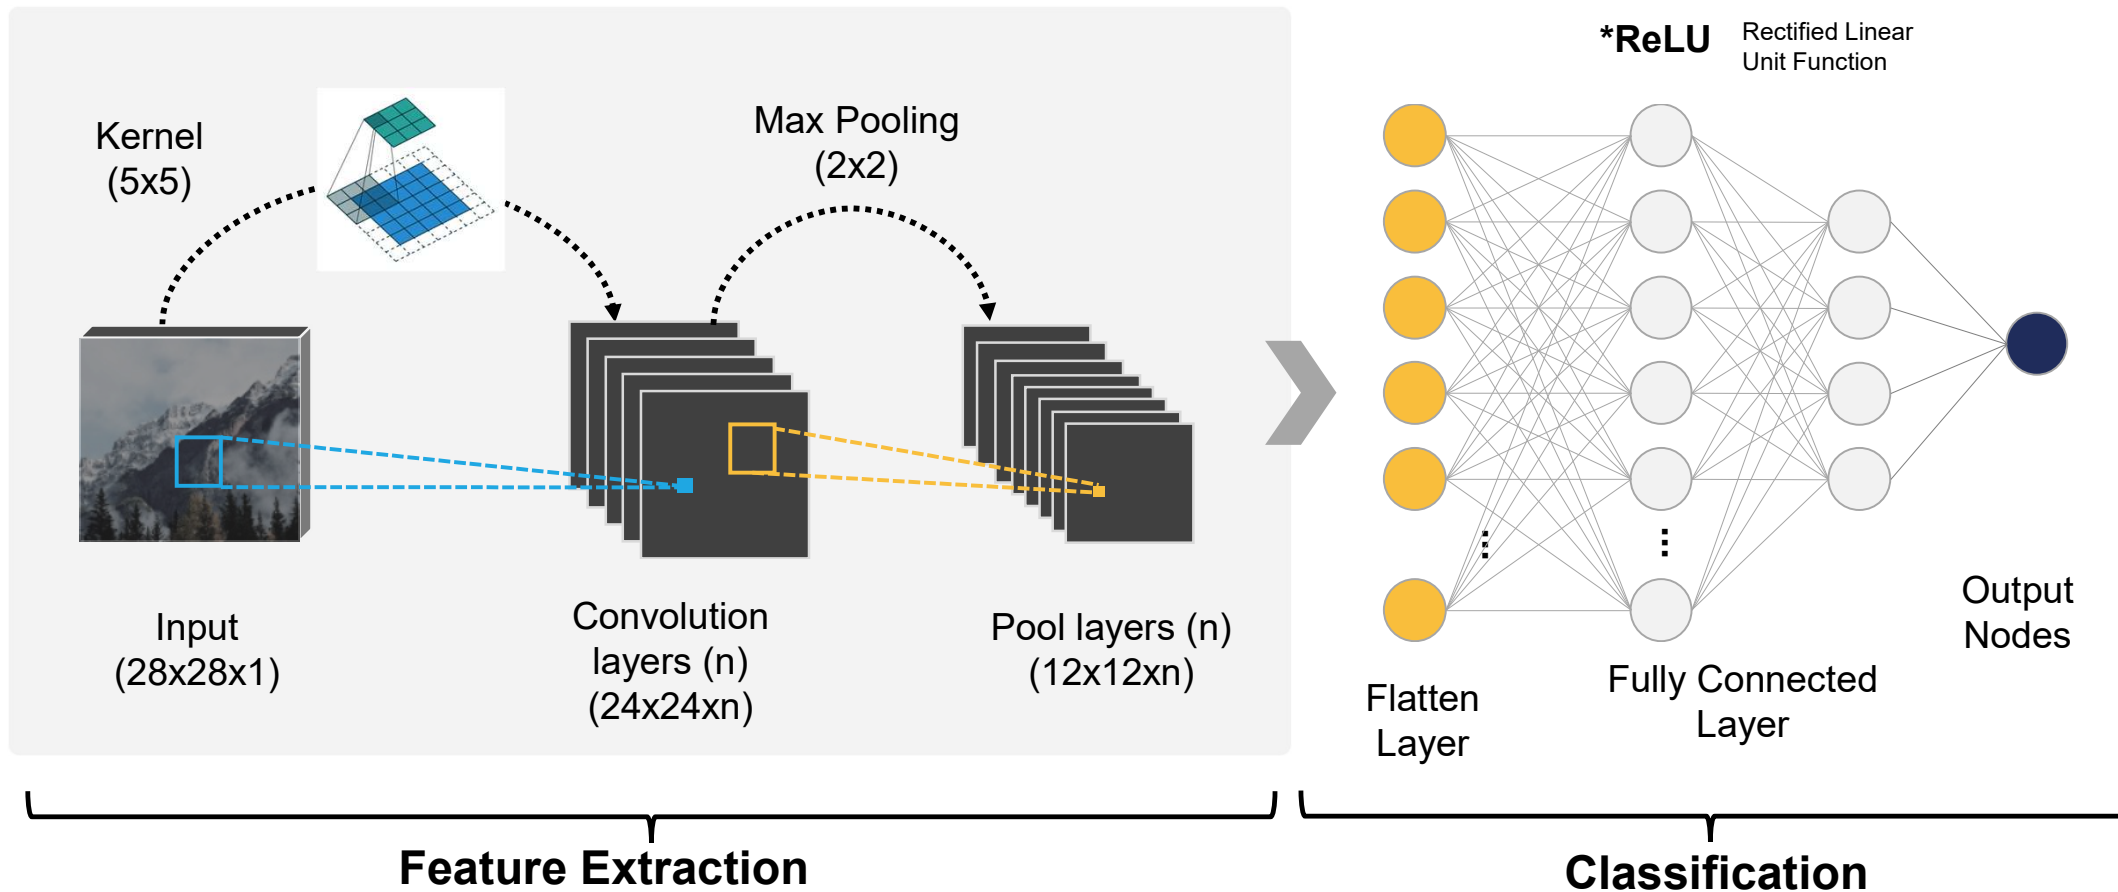 Kernel
(5x5)
Max Pooling
(2x2)
Input
(28x28x1)
Convolution
layers (n)
(24x24xn)
Pool layers (n)
(12x12xn)
Feature Extraction
*ReLU
Rectified Linear
Unit Function
Flatten
Layer
Fully Connected
Layer
Output
Nodes
Classification